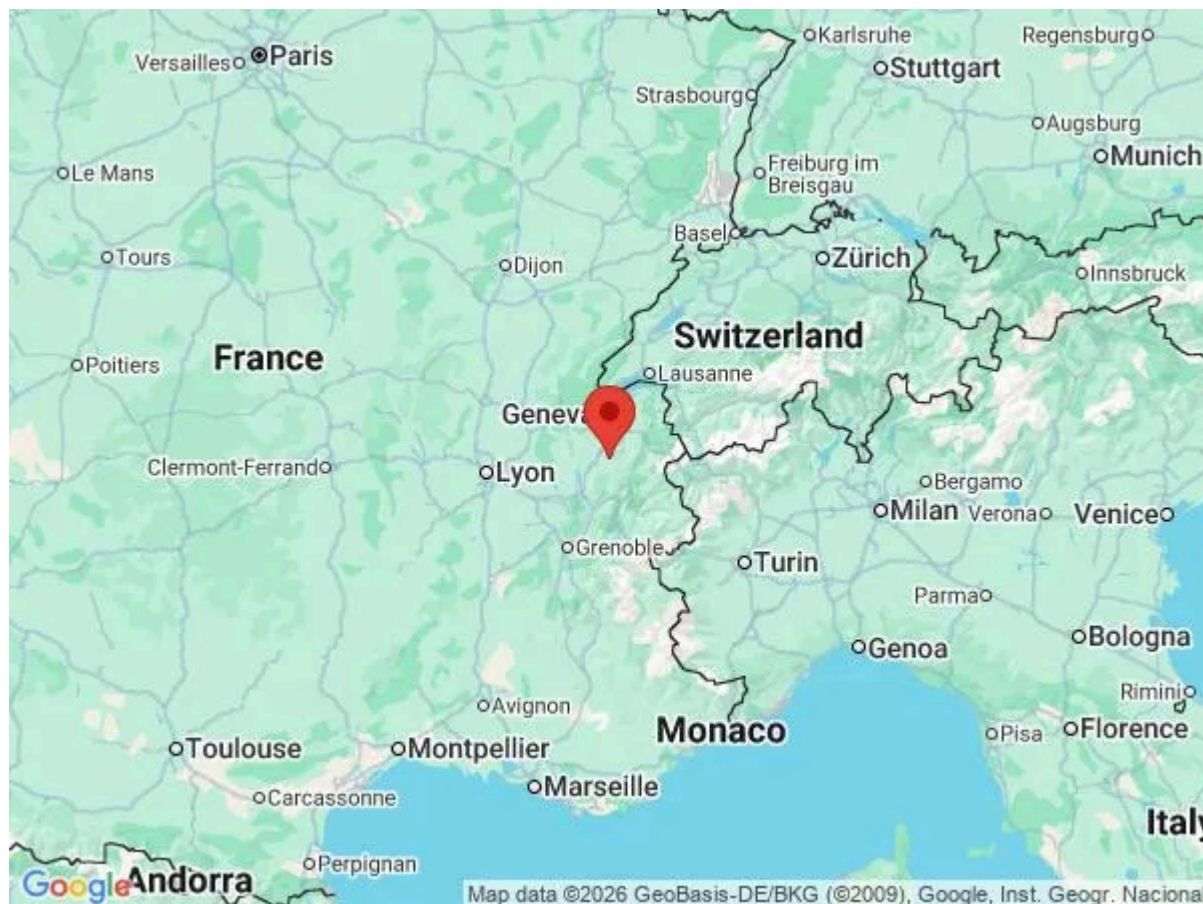 Karlsruhe
Regensburg
Versailles
Paris
Stuttgart
Strasbourg
Augsburg
Munich
Le Mans
Freiburg im
Breisgau
Basel
Zürich
Tours
Dijon
Innsbruck
Switzerland
France
Poitiers
Lausanne
Geneva
Clermont-Ferrand
Lyon
Bergamo
Milan
Verona
Venice
Grenoble
Turin
Parma
Bologna
Genoa
Rimini
Avignon
Monaco
Pisa
Florence
Toulouse
Montpellier
Marseille
Carcassonne
Italy
Perpignan
Andorra
Google
Map data ©2026 GeoBasis-DE/BKG (©2009), Google, Inst. Geogr. Nacional